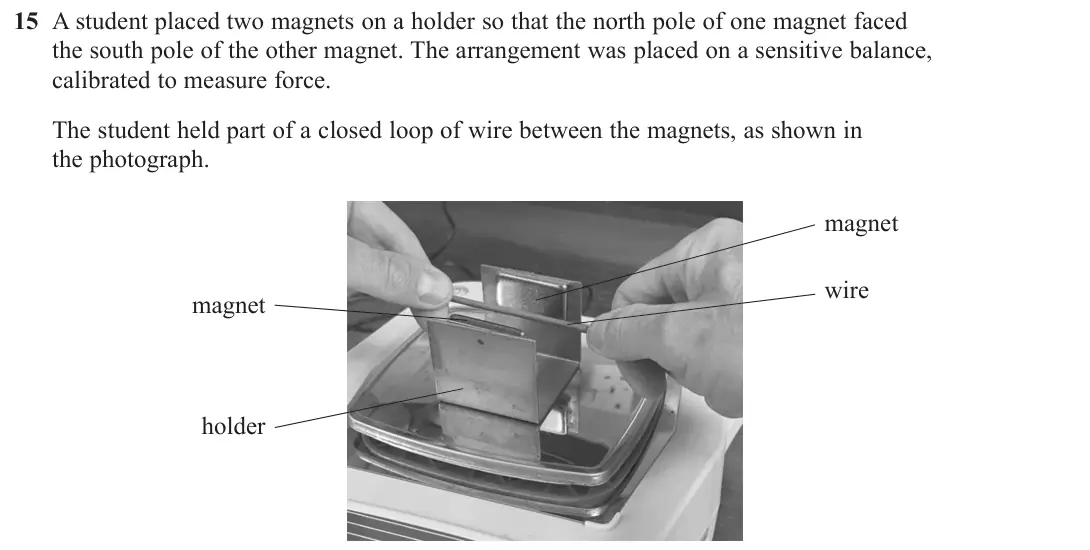 15 A student placed two magnets on a holder so that the north pole of one magnet faced
the south pole of the other magnet. The arrangement was placed on a sensitive balance,
calibrated to measure force.
The student held part of a closed loop of wire between the magnets, as shown in
the photograph.
magnet
wire
magnet
holder